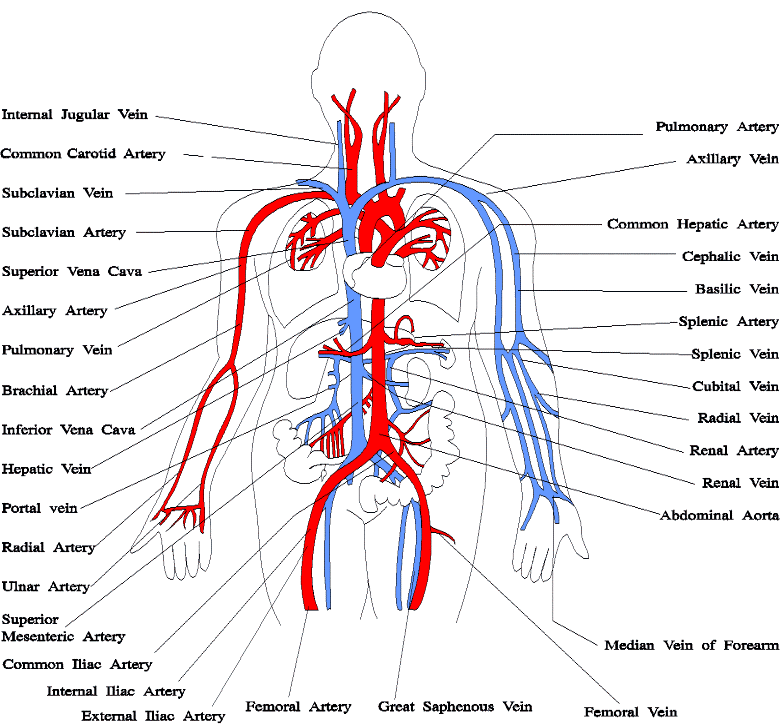 Internal Jugular Vein
Common Carotid Artery
Subclavian Vein
Subclavian Artery
Superior Vena Cava
Axillary Artery
Pulmonary Vein
Brachial Artery
Inferior Vena Cava
Hepatic Vein
Portal vein
Radial Artery
Ulnar Artery
Superior
Mesenteric Artery
Common Iliac Artery
Internal Iliac Artery
External Iliac Artery
Femoral Artery
Great Saphenous Vein
Femoral Vein
Pulmonary Artery
Axillary Vein
Common Hepatic Artery
Cephalic Vein
Basilic Vein
Splenic Artery
Splenic Vein
Cubital Vein
Radial Vein
Renal Artery
Renal Vein
Abdominal Aorta
Median Vein of Forearm